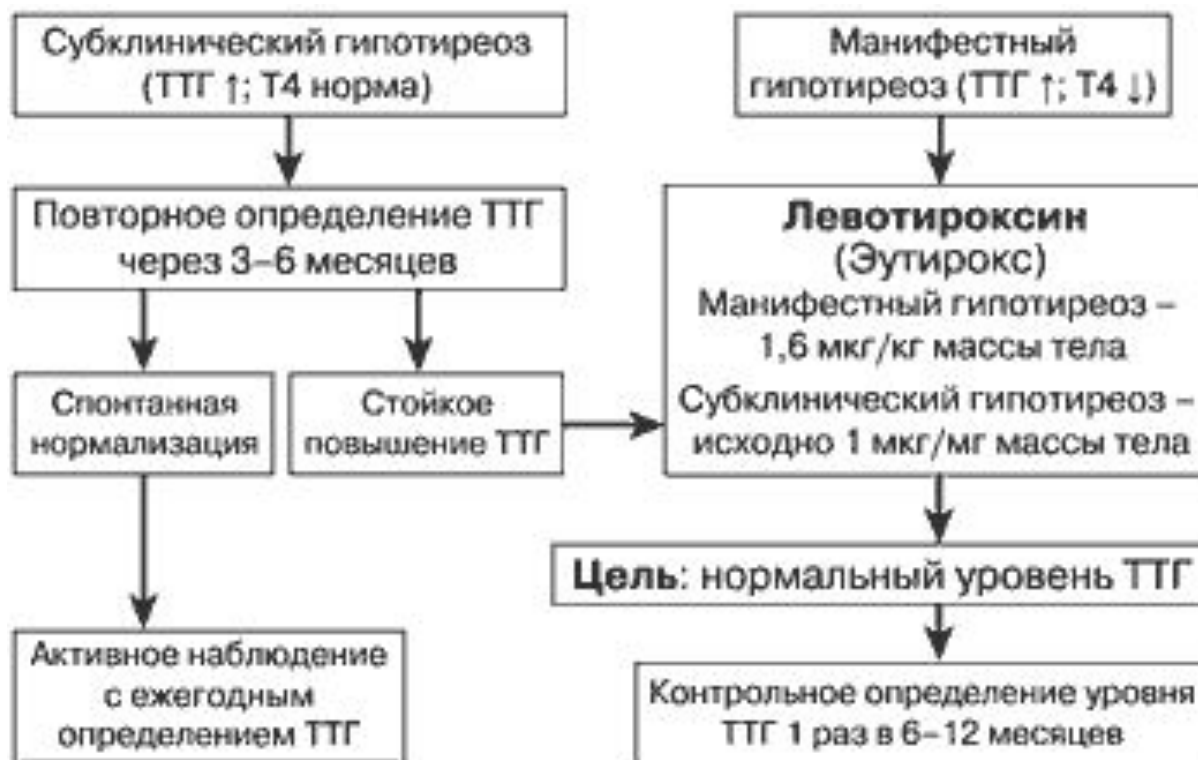 Субклинический гипотиреоз
(ТТГ ↑; Т4 норма)
Манифестный
гипотиреоз (ТТГ ↑; Т4 ↓)
Повторное определение ТТГ
через 3–6 месяцев
Левотироксин
(Эутирокс)
Манифестный гипотиреоз –
1,6 мкг/кг массы тела
Субклинический гипотиреоз –
исходно 1 мкг/мг массы тела
Спонтанная
нормализация
Стойкое
повышение ТТГ
Цель: нормальный уровень ТТГ
Активное наблюдение
с ежегодным
определением ТТГ
Контрольное определение уровня
ТТГ 1 раз в 6–12 месяцев